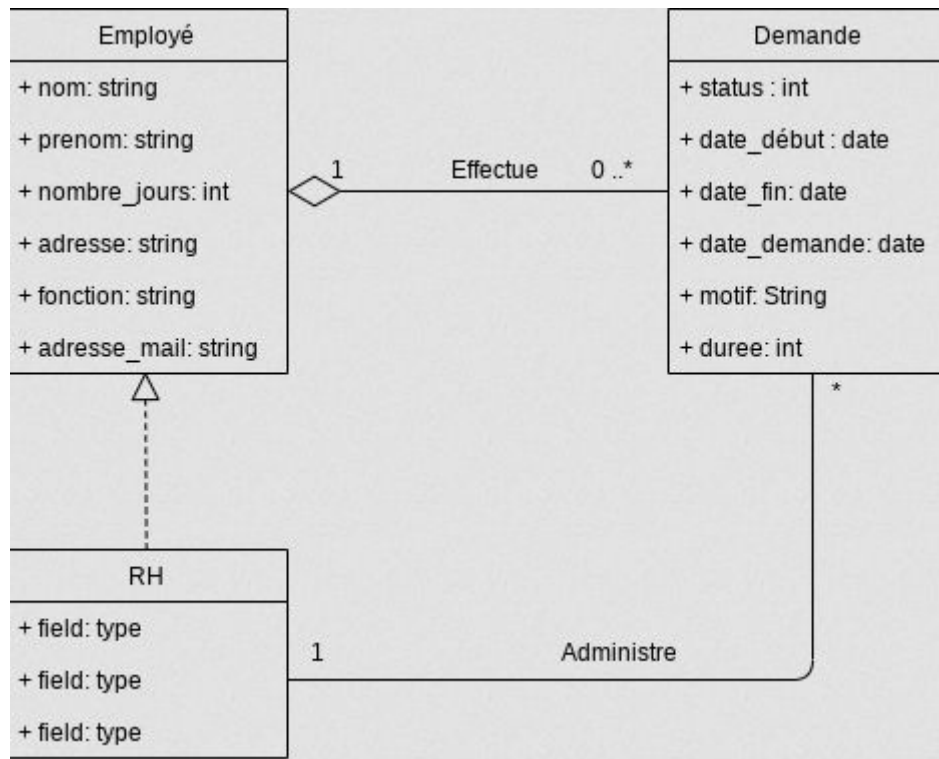 Employé
+ nom: string
+ prenom: string
+ nombre_jours: int
+ adresse: string
+ fonction: string
+ adresse_mail: string
1 Effectue 0 ..*
Demande
+ status : int
+ date_début : date
+ date_fin: date
+ date_demande: date
+ motif: String
+ duree: int
*
RH
+ field: type
+ field: type
+ field: type
1 Administre